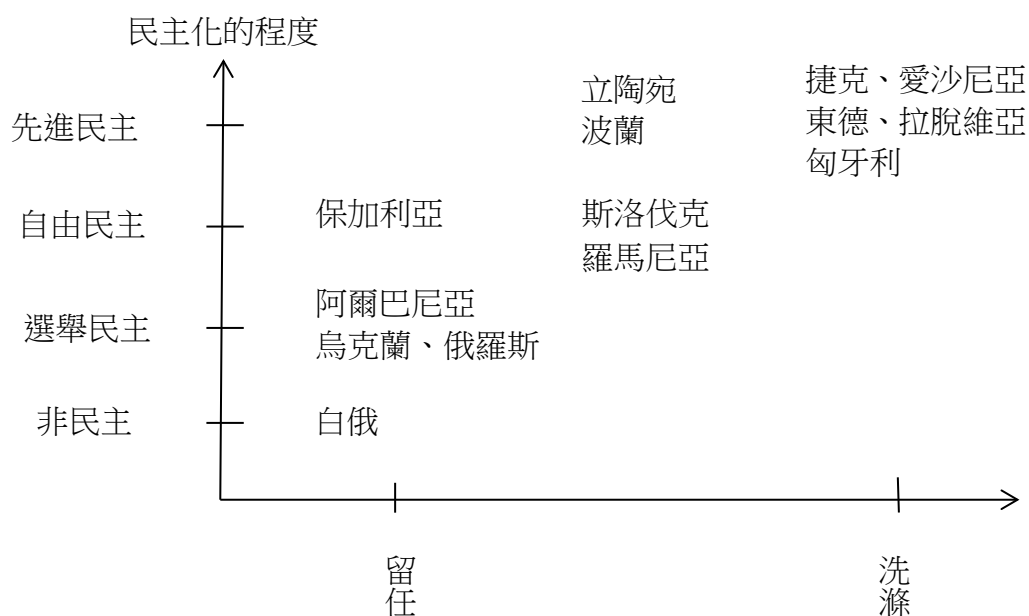 民主化的程度
立陶宛
波蘭
捷克、愛沙尼亞
東德、拉脫維亞
匈牙利
先進民主
自由民主
保加利亞
斯洛伐克
羅馬尼亞
選舉民主
阿爾巴尼亞
烏克蘭、俄羅斯
非民主
白俄
留任
洗滌